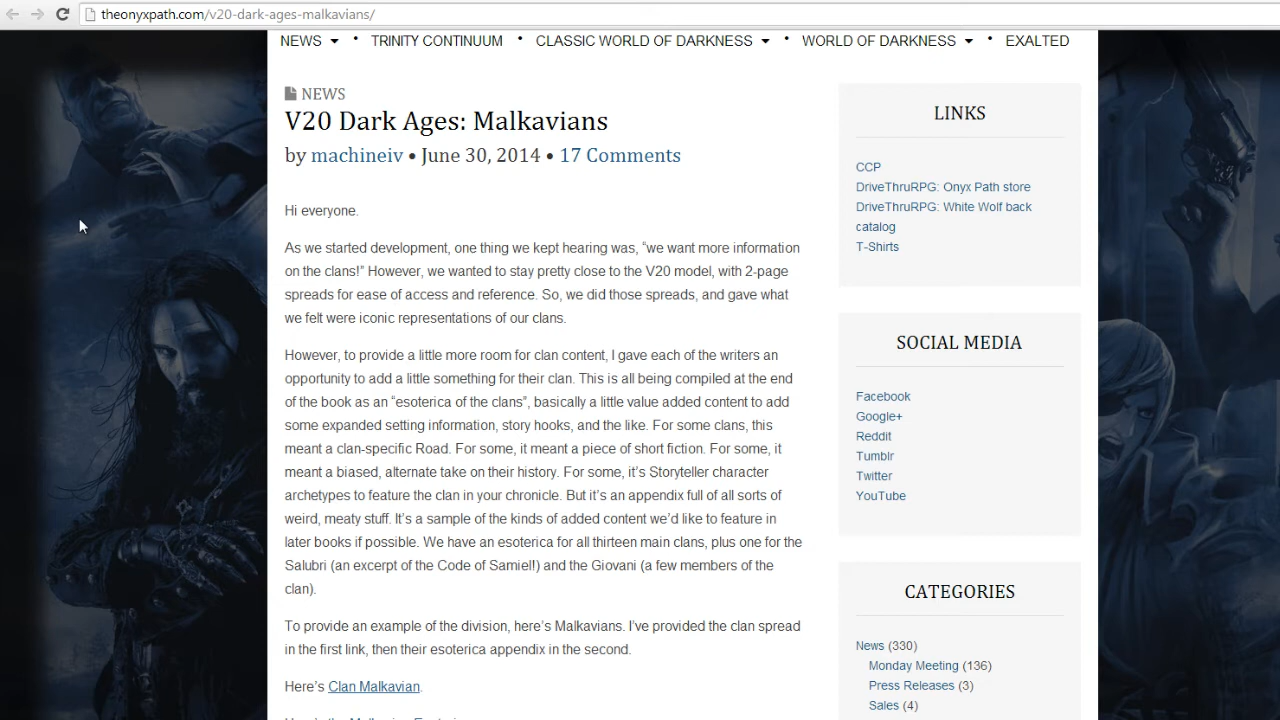 theonyxpath.com/v20-dark-ages-malkavians/
NEWS • TRINITY CONTINUUM • CLASSIC WORLD OF DARKNESS • WORLD OF DARKNESS • EXALTED
NEWS
V20 Dark Ages: Malkavians
by machineiv • June 30, 2014 • 17 Comments
Hi everyone.
As we started development, one thing we kept hearing was, “we want more information
on the clans!” However, we wanted to stay pretty close to the V20 model, with 2-page
spreads for ease of access and reference. So, we did those spreads, and gave what
we felt were iconic representations of our clans.
However, to provide a little more room for clan content, I gave each of the writers an
opportunity to add a little something for their clan. This is all being compiled at the end
of the book as an “esoterica of the clans”, basically a little value added content to add
some expanded setting information, story hooks, and the like. For some clans, this
meant a clan-specific Road. For some, it meant a piece of short fiction. For some, it
meant a biased, alternate take on their history. For some, it’s Storyteller character
archetypes to feature the clan in your chronicle. But it’s an appendix full of all sorts of
weird, meaty stuff. It’s a sample of the kinds of added content we’d like to feature in
later books if possible. We have an esoterica for all thirteen main clans, plus one for the
Salubri (an excerpt of the Code of Samiel!) and the Giovani (a few members of the
clan).
To provide an example of the division, here’s Malkavians. I’ve provided the clan spread
in the first link, then their esoterica appendix in the second.
Here’s Clan Malkavian.
LINKS
CCP
DriveThruRPG: Onyx Path store
DriveThruRPG: White Wolf back
catalog
T-Shirts
SOCIAL MEDIA
Facebook
Google+
Reddit
Tumblr
Twitter
YouTube
CATEGORIES
News (330)
Monday Meeting (136)
Press Releases (3)
Sales (4)